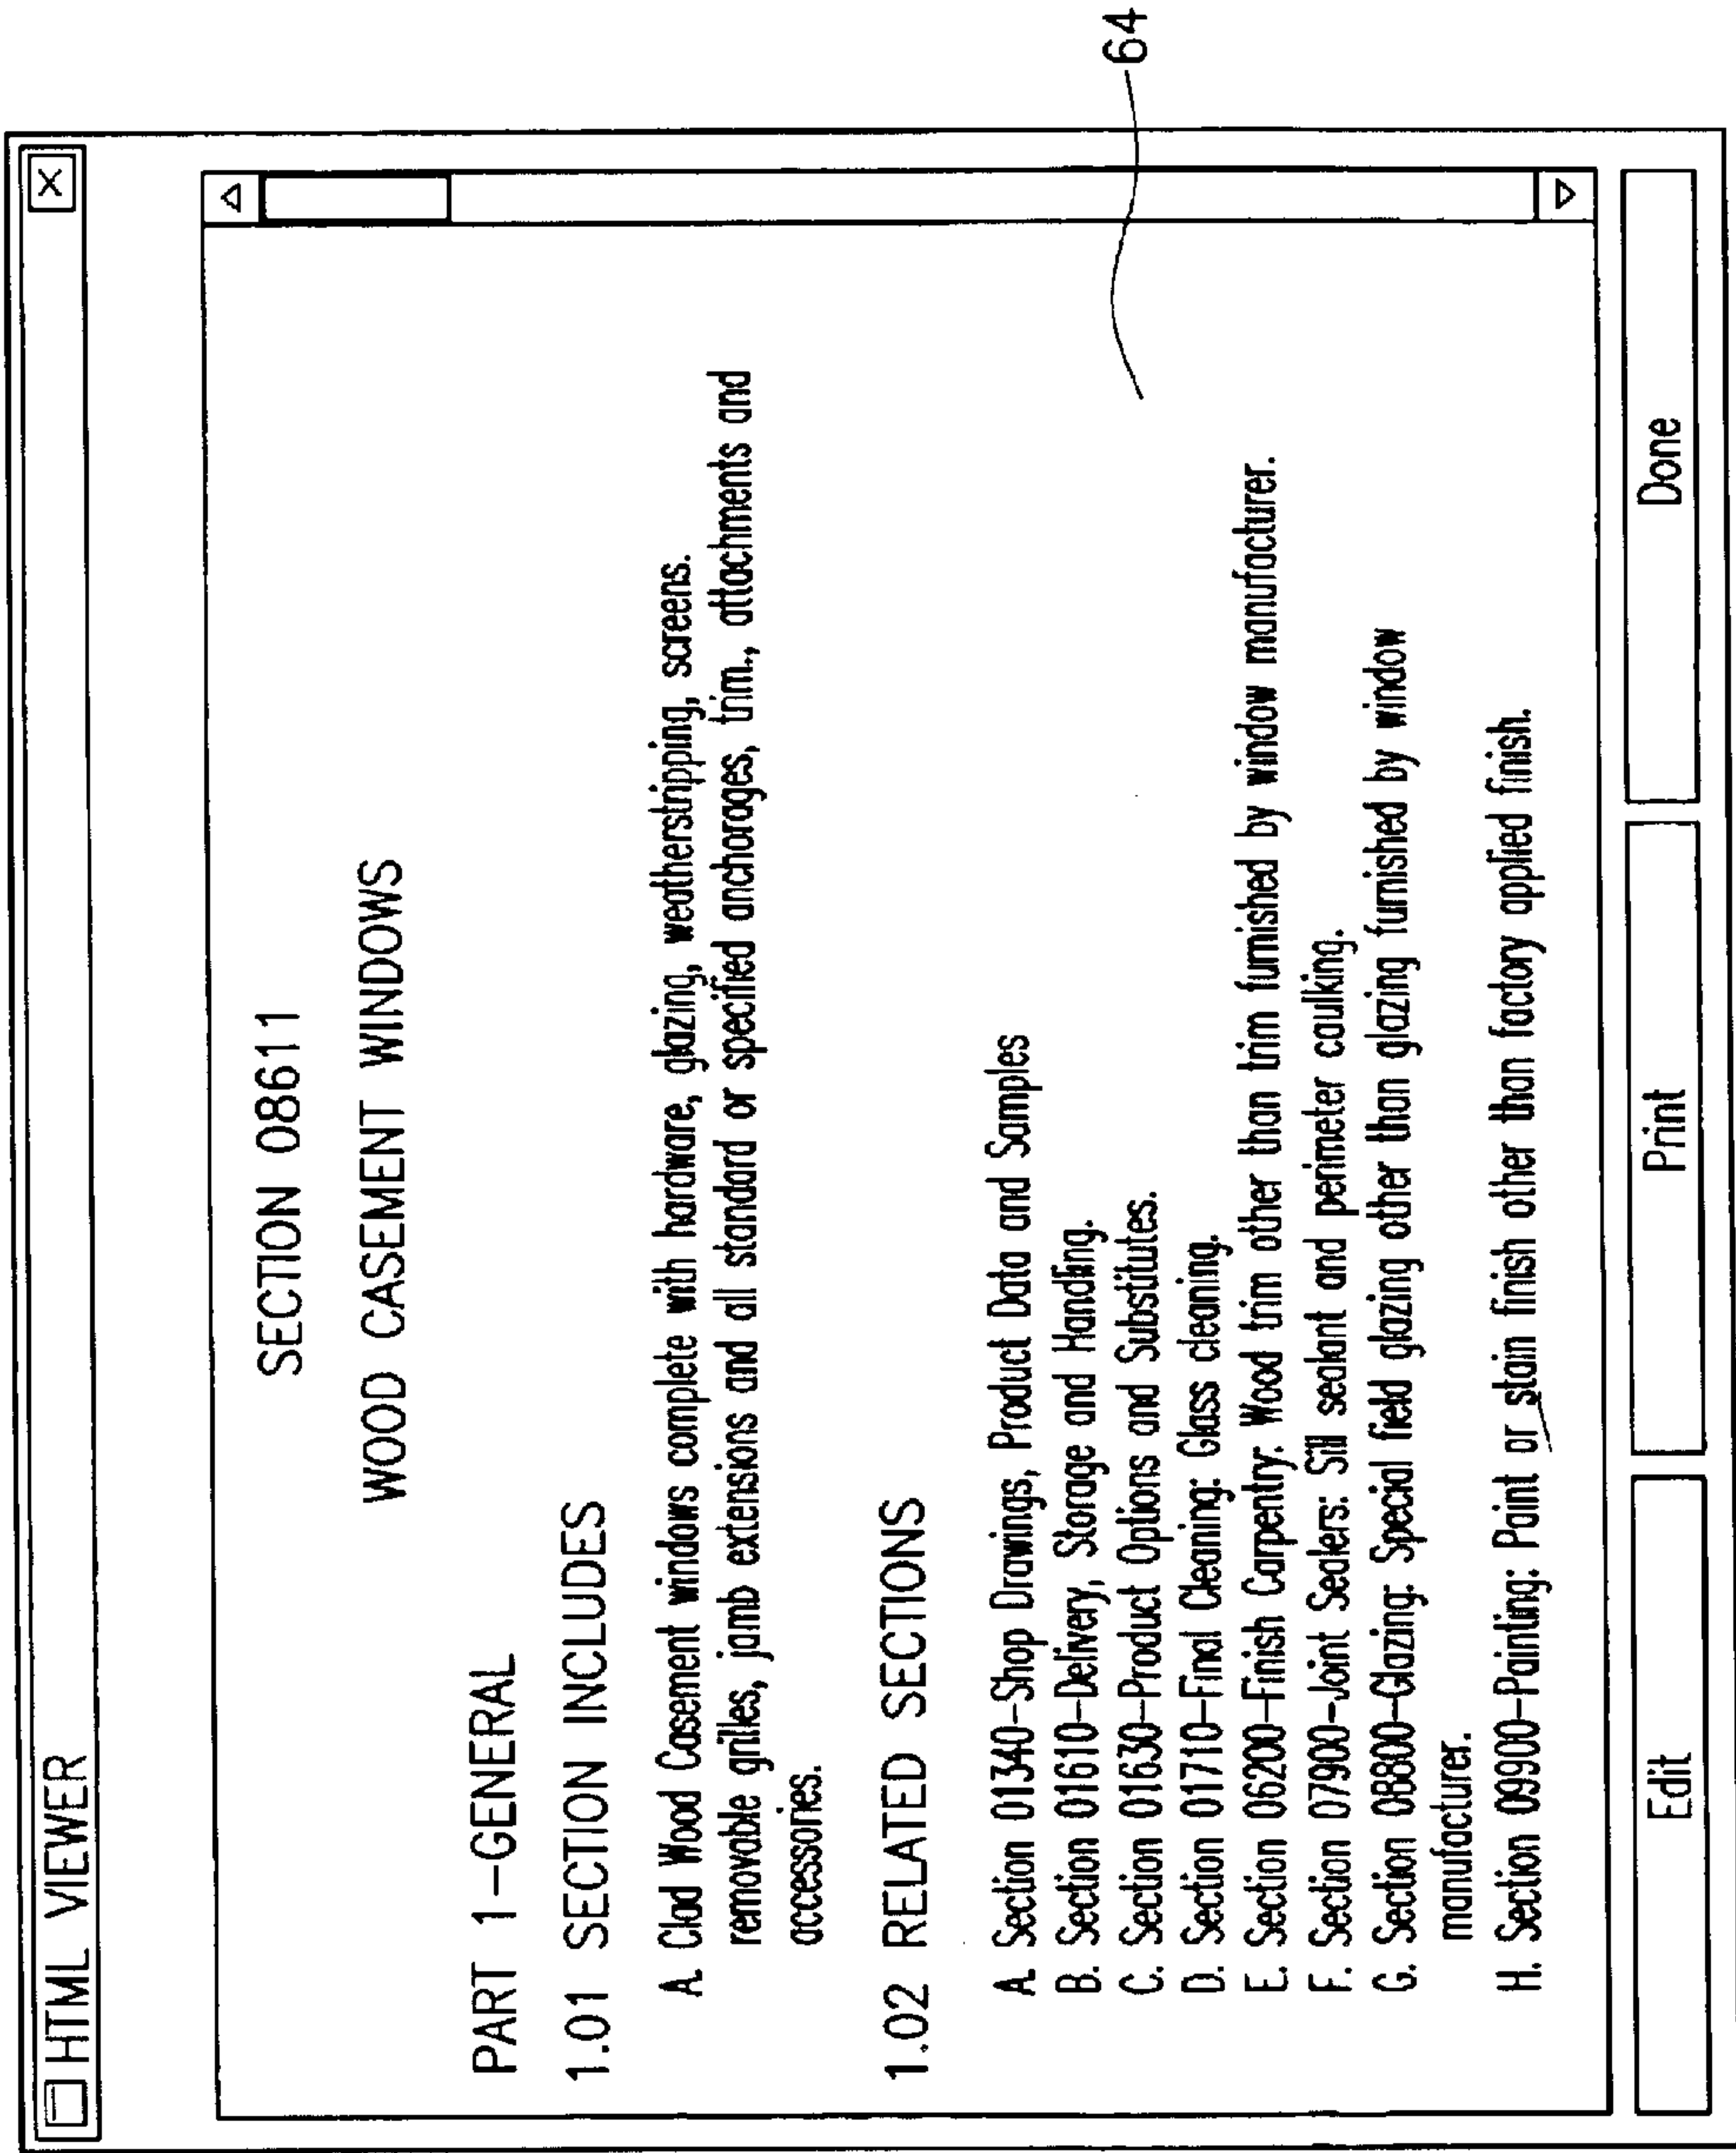 HTML VIEWER
X
SECTION 08611
WOOD CASEMENT WINDOWS
PART 1-GENERAL
1.01 SECTION INCLUDES
A. Clad Wood Casement windows complete with hardware, glazing, weatherstripping, screens.
removable grilles, jamb extensions and all standard or specified anchorages, trim., attachments and
accessories.
1.02 RELATED SECTIONS
A. Section 01340-Shop Drawings, Product Data and Samples
B. Section 01610-Delivery, Storage and Handling.
C. Section 01630-Product Options and Substitutes.
D. Section 01710-Final Cleaning: Glass cleaning.
E. Section 06200-Finish Carpentry: Wood trim other than trim furnished by window manufacturer.
F. Section 07900-Joint Sealers: Sill sealant and perimeter caulking.
G. Section 08800-Glazing: Special field glazing other than glazing furnished by window
manufacturer.
H. Section 09900-Painting: Paint or stain finish other than factory applied finish.
64
Edit
Print
Done